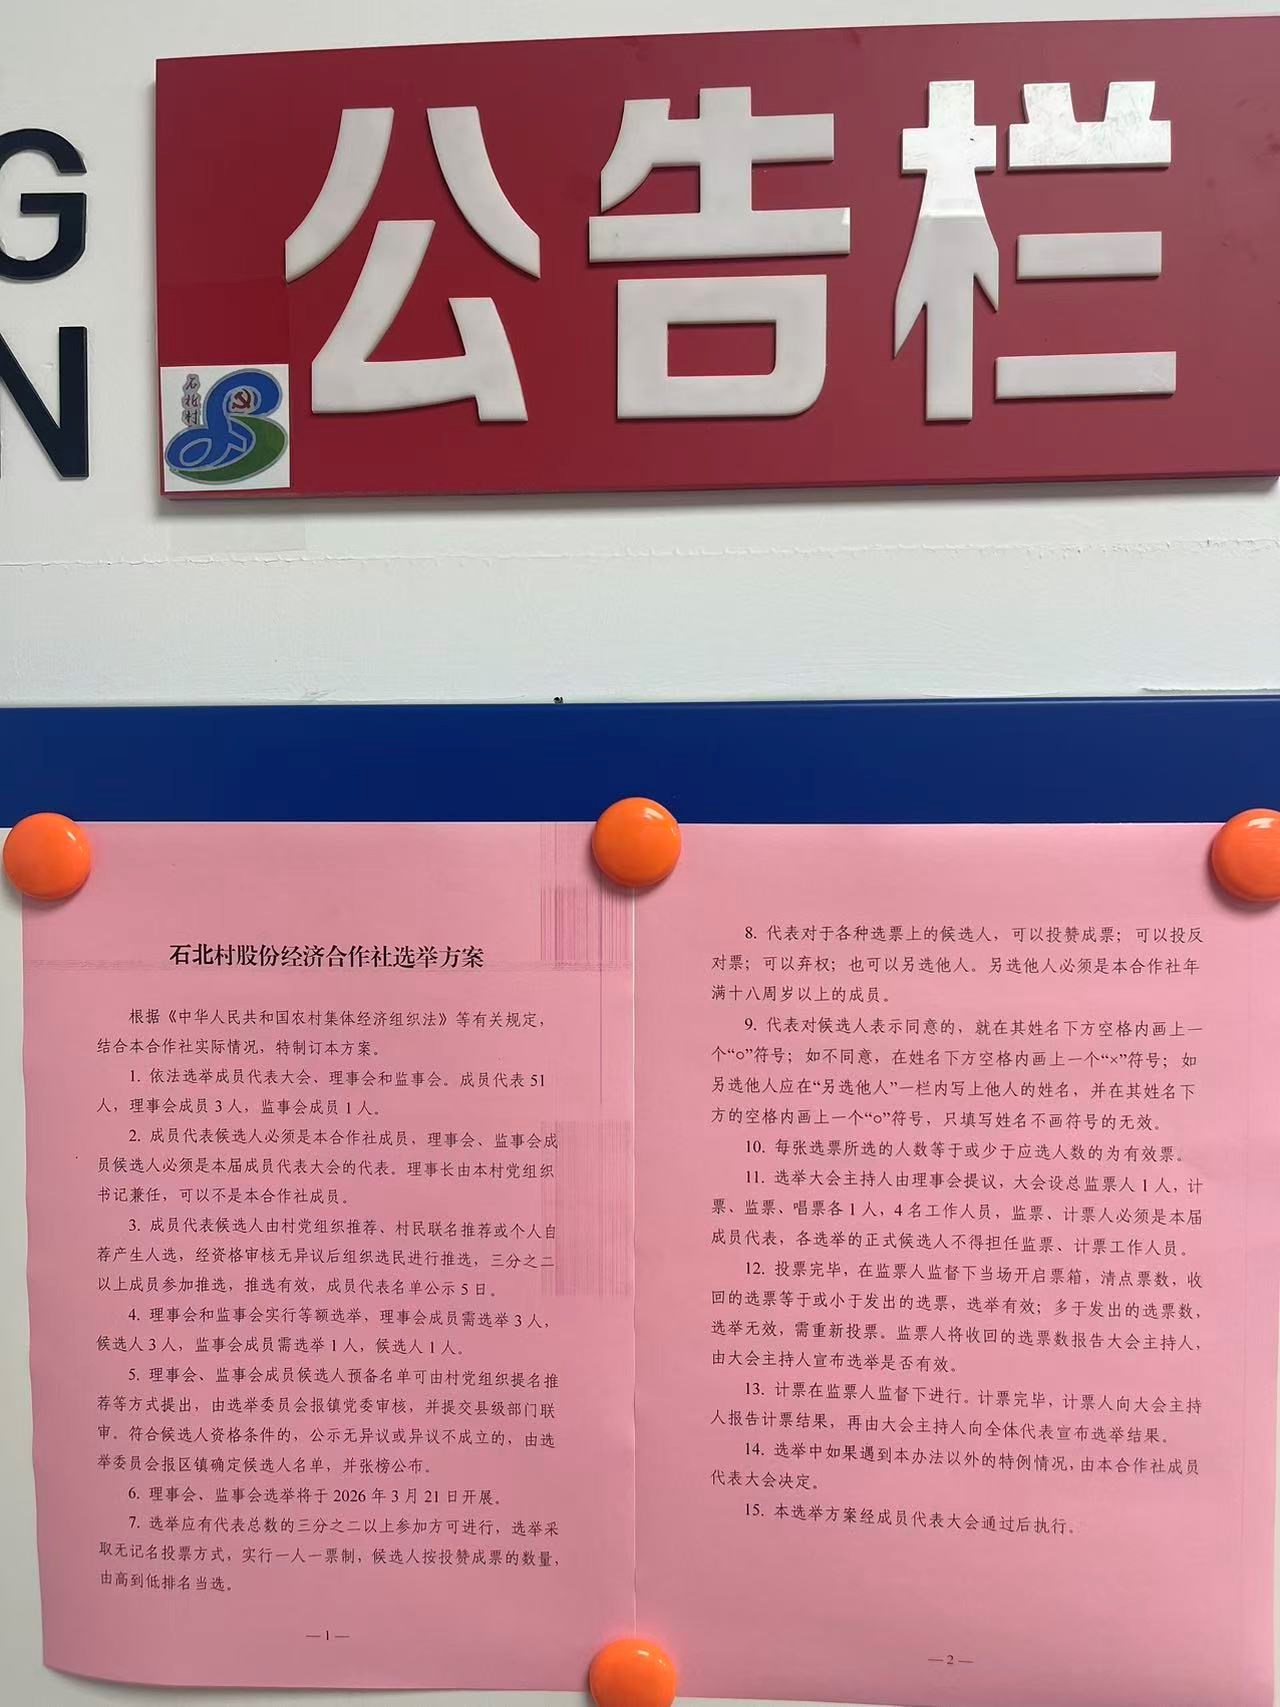 G
N
公告栏
石北村
石北村股份经济合作社选举方案
根据《中华人民共和国农村集体经济组织法》等有关规定，
结合本合作社实际情况，特制订本方案。
1. 依法选举成员代表大会、理事会和监事会。成员代表 51
人，理事会成员 3 人，监事会成员 1 人。
2. 成员代表候选人必须是本合作社成员，理事会、监事会成
员候选人必须是本届成员代表大会的代表。理事长由本村党组织
书记兼任，可以不是本合作社成员。
3. 成员代表候选人由村党组织推荐、村民联名推荐或个人自
荐产生人选，经资格审核无异议后组织选民进行推选，三分之二
以上成员参加推选，推选有效，成员代表名单公示 5 日。
4. 理事会和监事会实行等额选举，理事会成员需选举 3 人，
候选人 3 人，监事会成员需选举 1 人，候选人 1 人。
5. 理事会、监事会成员候选人预备名单可由村党组织提名推
荐等方式提出，由选举委员会报镇党委审核，并提交县级部门联
审。符合候选人资格条件的，公示无异议或异议不成立的，由选
举委员会报区镇确定候选人名单，并张榜公布。
6. 理事会、监事会选举将于 2026 年 3 月 21 日开展。
7. 选举应有代表总数的三分之二以上参加方可进行，选举采
取无记名投票方式，实行一人一票制，候选人按投赞成票的数量，
由高到低排名当选。
— 1 —
8. 代表对于各种选票上的候选人，可以投赞成票；可以投反
对票；可以弃权；也可以另选他人。另选他人必须是本合作社年
满十八周岁以上的成员。
9. 代表对候选人表示同意的，就在其姓名下方空格内画上一
个“○”符号；如不同意，在姓名下方空格内画上一个“×”符号；如
另选他人应在“另选他人”一栏内写上他人的姓名，并在其姓名下
方的空格内画上一个“○”符号，只填写姓名不画符号的无效。
10. 每张选票所选的人数等于或少于应选人数的为有效票。
11. 选举大会主持人由理事会提议，大会设总监票人 1 人，计
票、监票、唱票各 1 人，4 名工作人员，监票、计票人必须是本届
成员代表，各选举的正式候选人不得担任监票、计票工作人员。
12. 投票完毕，在监票人监督下当场开启票箱，清点票数，收
回的选票等于或小于发出的选票，选举有效；多于发出的选票数，
选举无效，需重新投票。监票人将收回的选票数报告大会主持人，
由大会主持人宣布选举是否有效。
13. 计票在监票人监督下进行。计票完毕，计票人向大会主持
人报告计票结果，再由大会主持人向全体代表宣布选举结果。
14. 选举中如果遇到本办法以外的特例情况，由本合作社成员
代表大会决定。
15. 本选举方案经成员代表大会通过后执行。
— 2 —